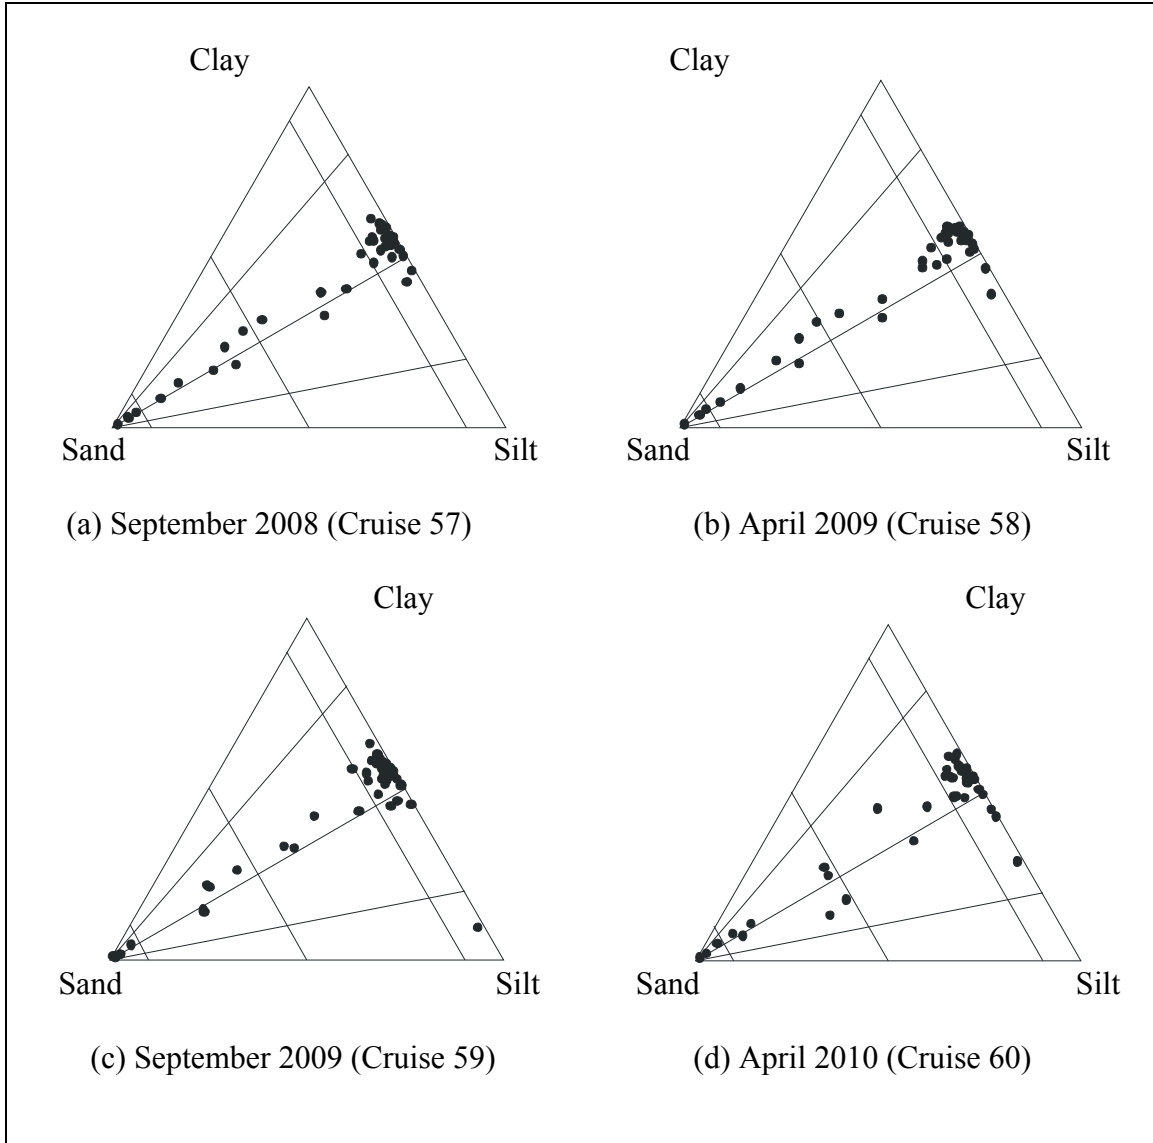 Clay
Clay
Sand
Silt
Sand
Silt
(a) September 2008 (Cruise 57)
(b) April 2009 (Cruise 58)
Clay
Clay
Sand
Silt
Sand
Silt
(c) September 2009 (Cruise 59)
(d) April 2010 (Cruise 60)